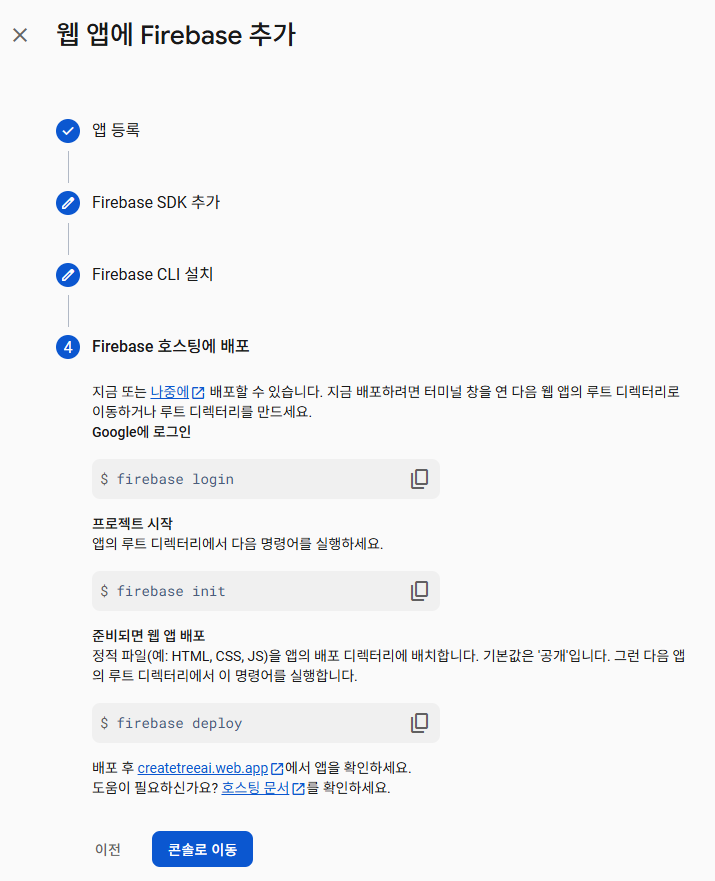 웹 앱에 Firebase 추가
앱 등록
Firebase SDK 추가
Firebase CLI 설치
4
Firebase 호스팅에 배포
지금 또는 나중에 배포할 수 있습니다. 지금 배포하려면 터미널 창을 연 다음 웹 앱의 루트 디렉터리로
이동하거나 루트 디렉터리를 만드세요.
Google에 로그인
$ firebase login
프로젝트 시작
앱의 루트 디렉터리에서 다음 명령어를 실행하세요.
$ firebase init
준비되면 웹 앱 배포
정적 파일(예: HTML, CSS, JS)을 앱의 배포 디렉터리에 배치합니다. 기본값은 '공개'입니다. 그런 다음 앱
의 루트 디렉터리에서 이 명령어를 실행합니다.
$ firebase deploy
배포 후 createtreeai.web.app에서 앱을 확인하세요.
도움이 필요하신가요? 호스팅 문서를 확인하세요.
이전
콘솔로 이동